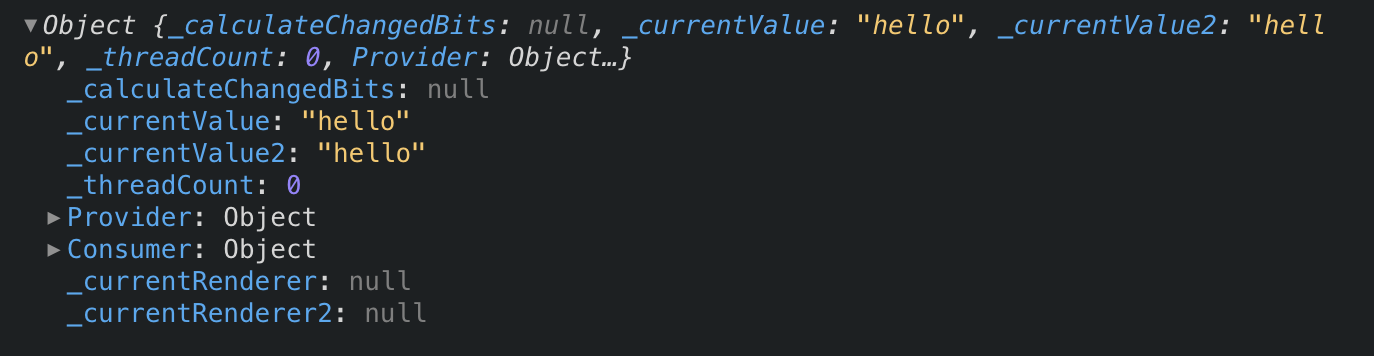 ▼Object {_calculateChangedBits: null, _currentValue: "hello", _currentValue2: "hell
o", _threadCount: 0, Provider: Object…}
_calculateChangedBits: null
_currentValue: "hello"
_currentValue2: "hello"
_threadCount: 0
▶Provider: Object
▶Consumer: Object
_currentRenderer: null
_currentRenderer2: null